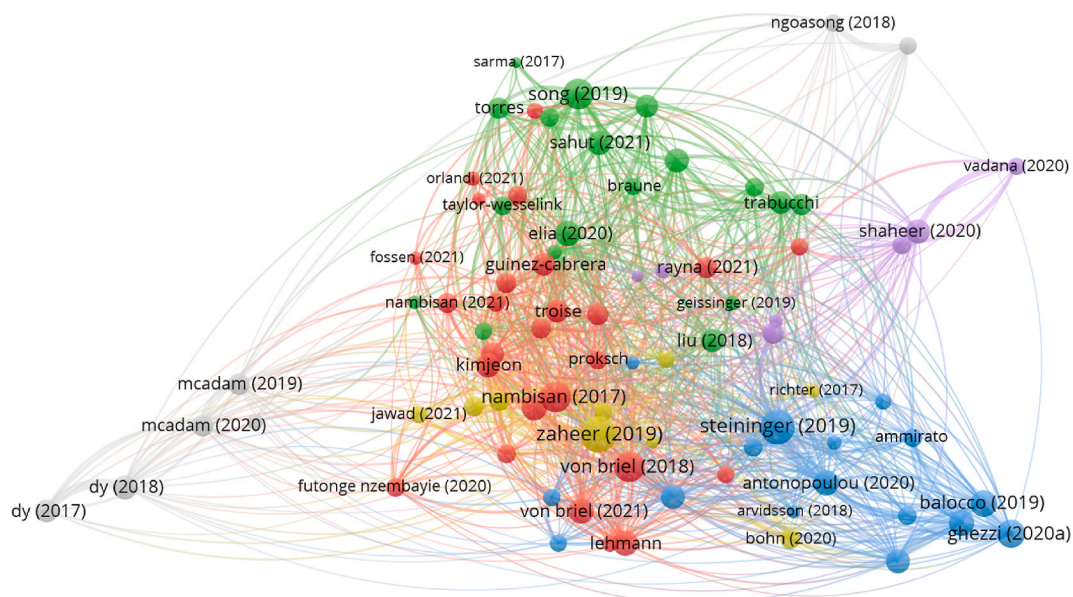 ngoasong (2018)
sarma (2017)
song (2019)
torres
sahut (2021)
vadana (2020)
orlandi (2021)
braune
taylor-wesselink
trabucchi
elia (2020)
shaheer (2020)
fossen (2021)
guinez-cabrera
rayna (2021)
nambisan (2021)
geissinger (2019)
troise
liu (2018)
kimjeon
proksch
mcadam (2019)
richter (2017)
nambisan (2017)
jawad (2021)
mcadam (2020)
steininger (2019)
zaheer (2019)
ammirato
von briel (2018)
dy (2018)
futonge nzembayie (2020)
antonopoulou (2020)
balocco (2019)
dy (2017)
von briel (2021)
arvidsson (2018)
ghezzi (2020a)
bohn (2020)
lehmann